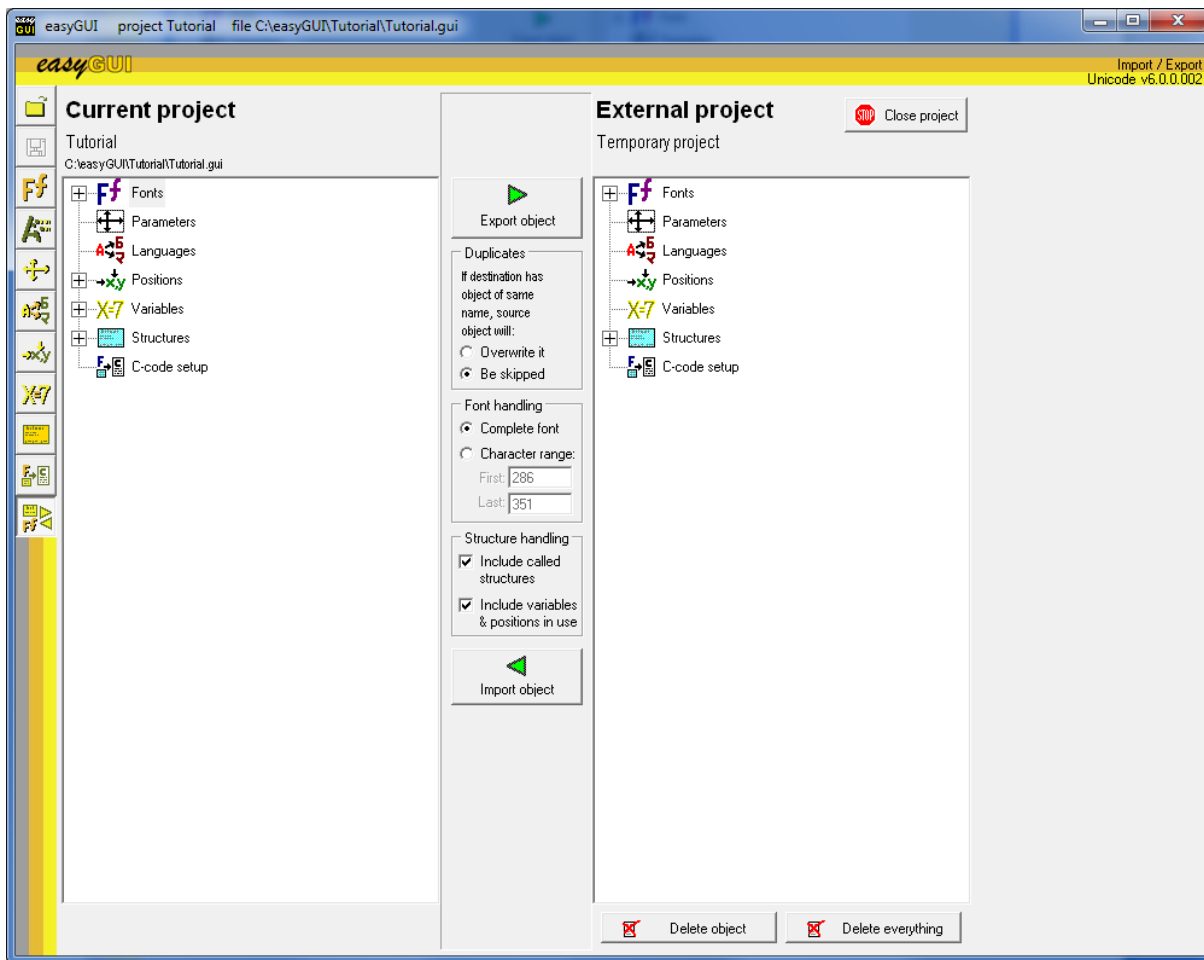 easyGUI project Tutorial file C:\easyGUI\Tutorial\Tutorial.gui
easyGUI
Import / Export
Unicode v6.0.0.002
Current project
Tutorial
C:\easyGUI\Tutorial\Tutorial.gui
Fonts
Parameters
Languages
Positions
X=7 Variables
Structures
C-code setup
Export object
Duplicates
If destination has
object of same
name, source
object will:
Overwrite it
Be skipped
Font handling
Complete font
Character range:
First: 286
Last: 351
Structure handling
Include called
structures
Include variables
& positions in use
Import object
External project
STOP Close project
Temporary project
Fonts
Parameters
Languages
Positions
X=7 Variables
Structures
C-code setup
Delete object
Delete everything